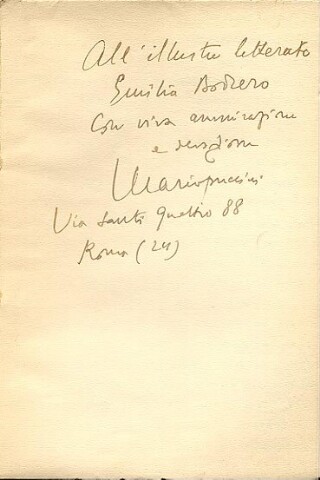 All'illustre letterato
Emilio Bodrero
con viva ammirazione
e devozione
Mario Puccini
Via Santi Quattro 88
Roma (24)